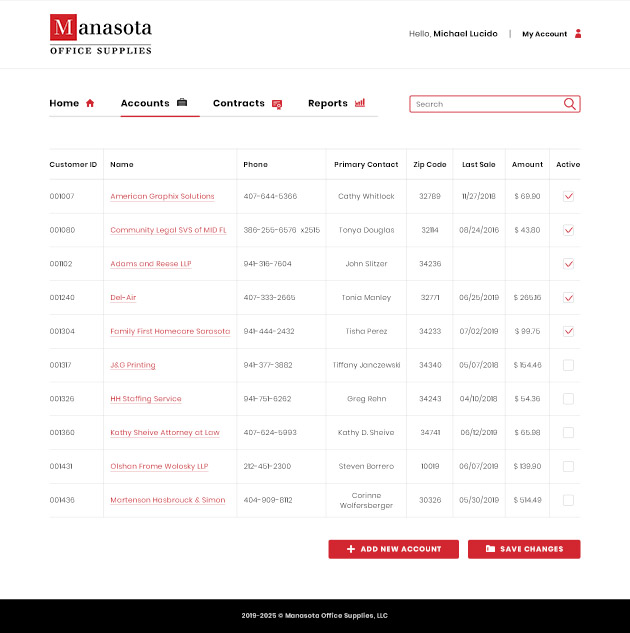 Manasota
OFFICE SUPPLIES
Hello, Michael Lucido | My Account
Home Accounts Contracts Reports Search
Customer ID Name Phone Primary Contact Zip Code Last Sale Amount Active
001007 American Graphix Solutions 407-644-5366 Cathy Whitlock 32789 11/27/2018 $ 69.90
001080 Community Legal SVS of MID FL 386-255-6576 x2515 Tonya Douglas 32114 08/24/2016 $ 43.80
001102 Adams and Reese LLP 941-316-7604 John Slitzer 34236
001240 Del-Air 407-333-2665 Tania Manley 32771 06/25/2019 $ 265.16
001304 Family First Homecare Sarasota 941-444-2432 Tisha Perez 34233 07/02/2019 $ 99.75
001317 J&G Printing 941-377-3882 Tiffany Janczewski 34340 05/07/2018 $ 154.46
001326 HH Staffing Service 941-751-6262 Greg Rehn 34243 04/10/2018 $ 54.36
001360 Kathy Sheive Attorney at Law 407-624-5993 Kathy D. Sheive 34741 06/12/2019 $ 65.98
001431 Olshan Frome Wolosky LLP 212-451-2300 Steven Borrero 10019 06/07/2019 $ 139.90
001436 Martenson Hasbrouck & Simon 404-909-8112 Corinne Wolfersberger 30326 05/30/2019 $ 514.49
ADD NEW ACCOUNT SAVE CHANGES
2019-2025 © Manasota Office Supplies, LLC